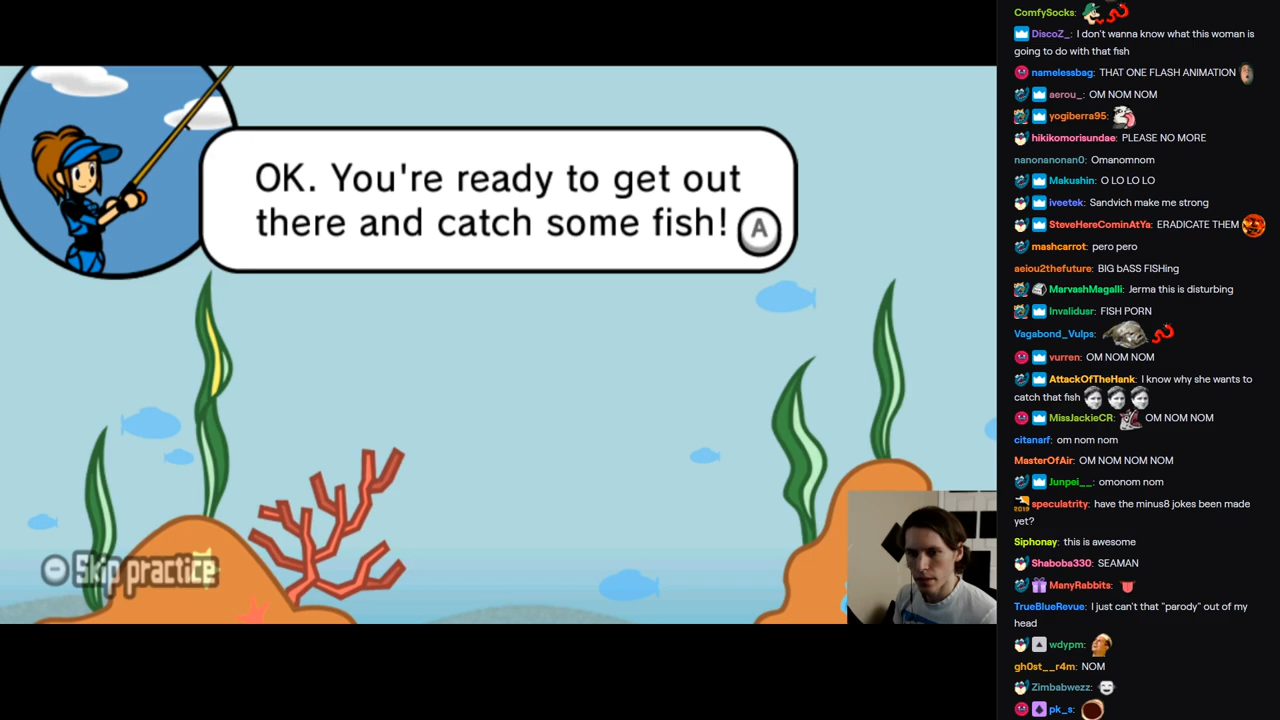 OK. You're ready to get out
there and catch some fish!
A
Skip practice
ComfySocks:
DiscoZ_: I don't wanna know what this woman is
going to do with that fish
namelessbag: THAT ONE FLASH ANIMATION
aerou_: OM NOM NOM
yogiberra95:
hikikomorisundae: PLEASE NO MORE
nanonanonan0: Omanomnom
Makushin: O LO LO LO
iveetek: Sandvich make me strong
SteveHereCominAtYa: ERADICATE THEM
mashcarrot: pero pero
aeiou2thefuture: BIG bASS FISHing
MarvashMagalli: Jerma this is disturbing
Invalidusr: FISH PORN
Vagabond_Vulps:
vurren: OM NOM NOM
AttackOfTheHank: I know why she wants to
catch that fish
MissJackieCR: OM NOM NOM
citanarf: om nom nom
MasterOfAir: OM NOM NOM NOM
Junpei__: omonom nom
speculatrity: have the minus8 jokes been made
yet?
Siphonay: this is awesome
Shaboba330: SEAMAN
ManyRabbits:
TrueBlueRevue: I just can't that "parody" out of my
head
wdypm:
gh0st__r4m: NOM
Zimbabwezz:
pk_s: